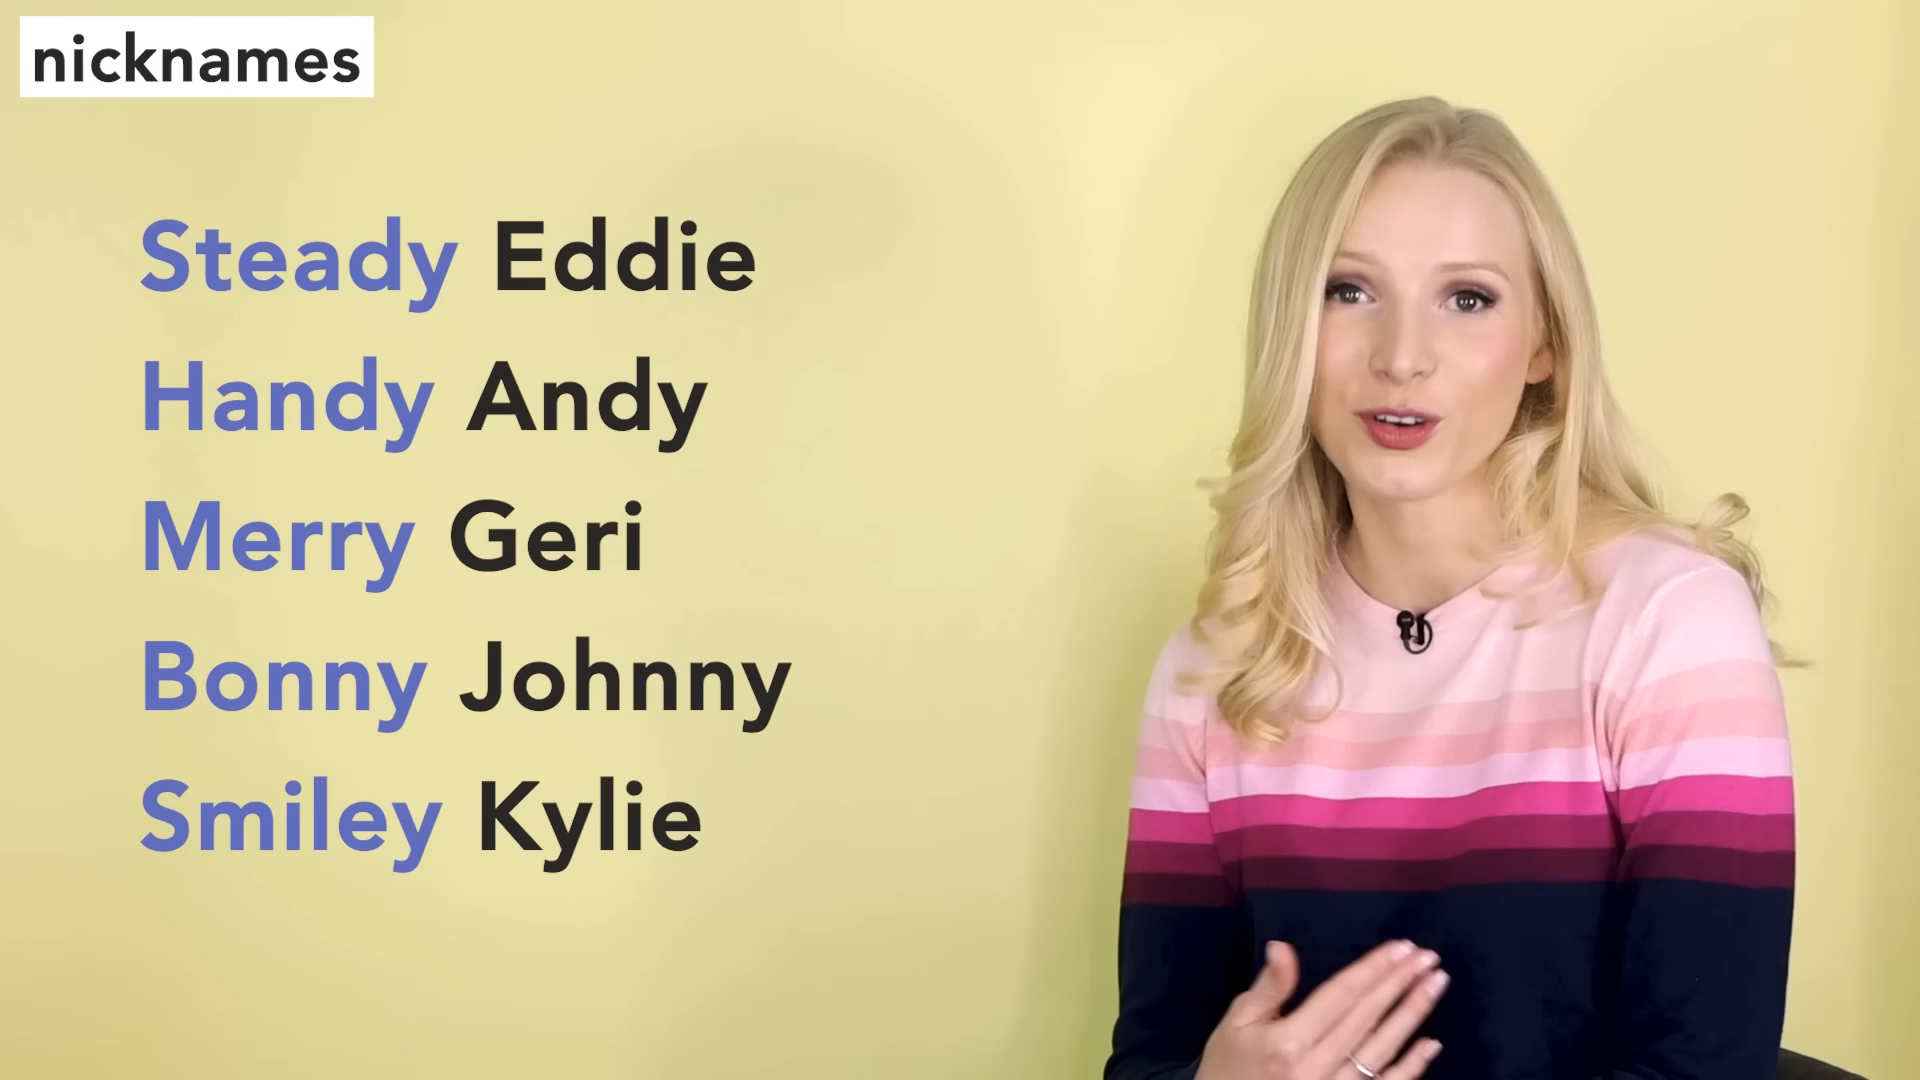 nicknames
Steady Eddie
Handy Andy
Merry Geri
Bonny Johnny
Smiley Kylie